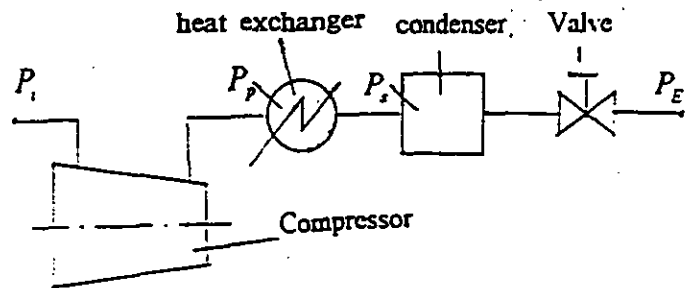 heat exchanger condenser. Valve
P_i P_p P_s P_E
Compressor